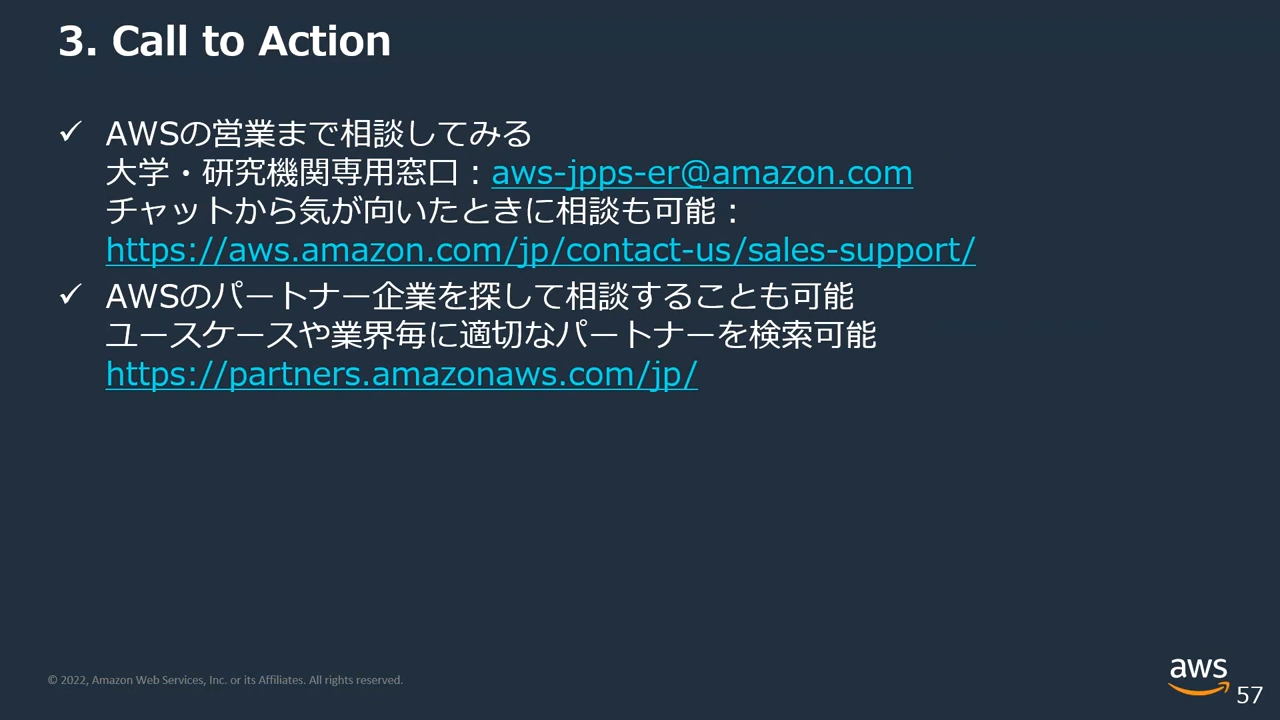 3. Call to Action
✓ AWSの営業まで相談してみる
大学・研究機関専用窓口：aws-jpps-er@amazon.com
チャットから気が向いたときに相談も可能：
https://aws.amazon.com/jp/contact-us/sales-support/
✓ AWSのパートナー企業を探して相談することも可能
ユースケースや業界毎に適切なパートナーを検索可能
https://partners.amazonaws.com/jp/
© 2022, Amazon Web Services, Inc. or its Affiliates. All rights reserved.
aws
57